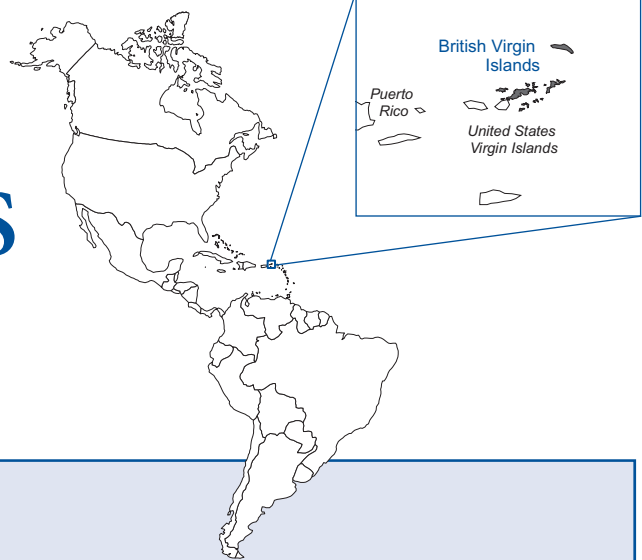 S
British Virgin
Islands
Puerto
Rico
United States
Virgin Islands